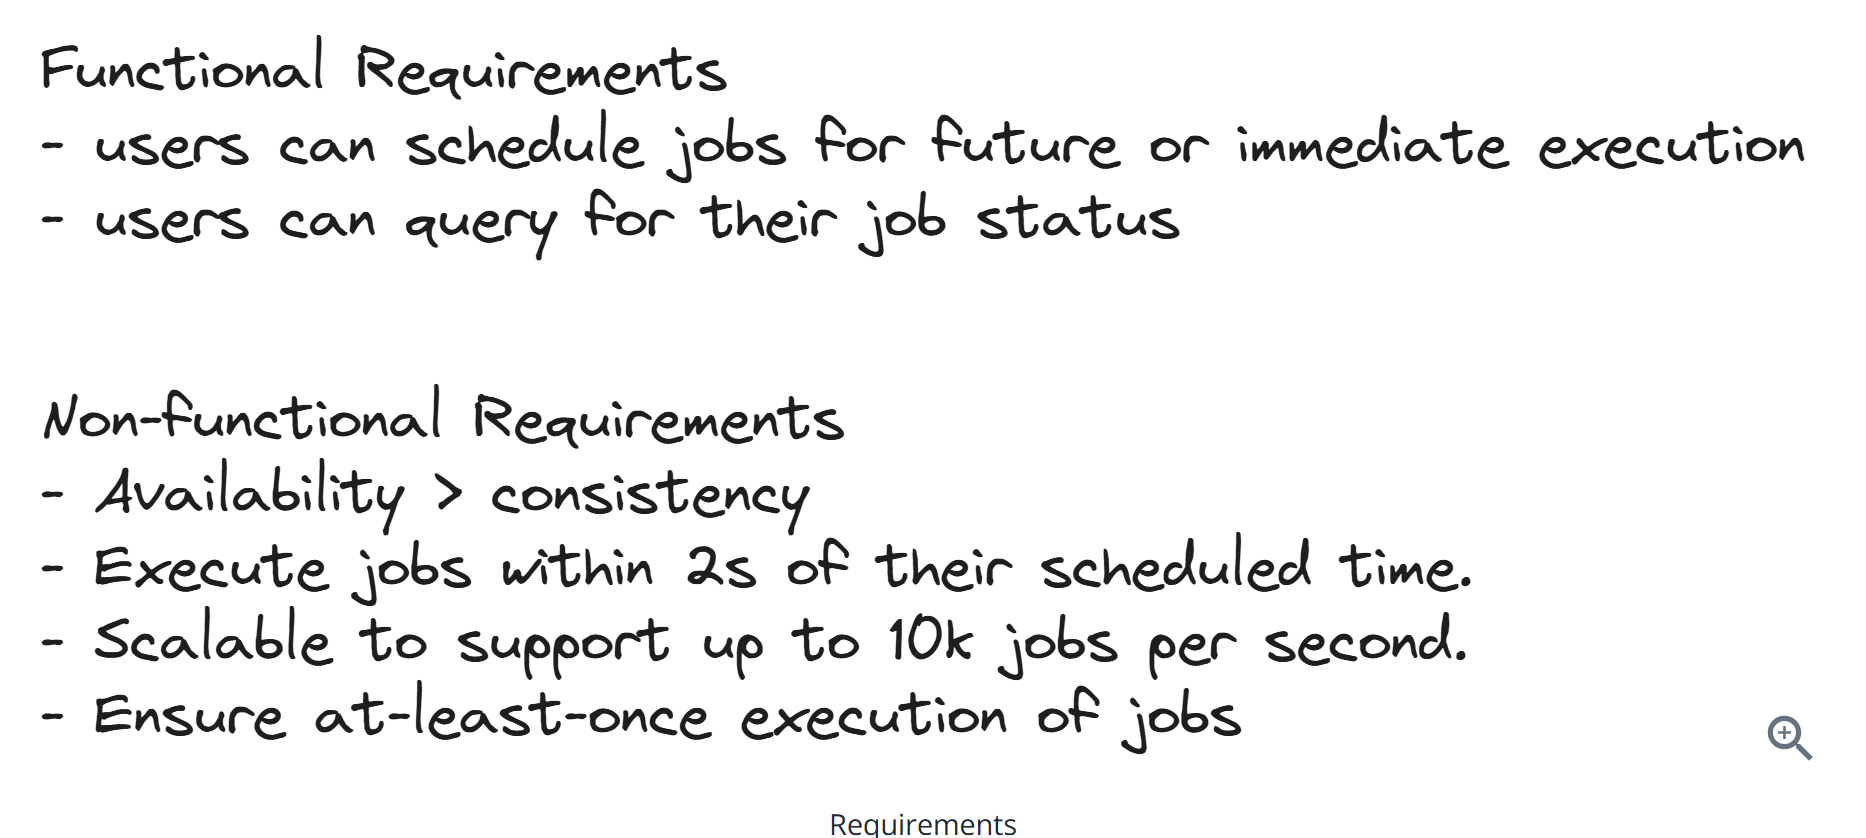 Functional Requirements
- users can schedule jobs for future or immediate execution
- users can query for their job status
Non-functional Requirements
- Availability > consistency
- Execute jobs within 2s of their scheduled time.
- Scalable to support up to 10k jobs per second.
- Ensure at-least-once execution of jobs
Requirements